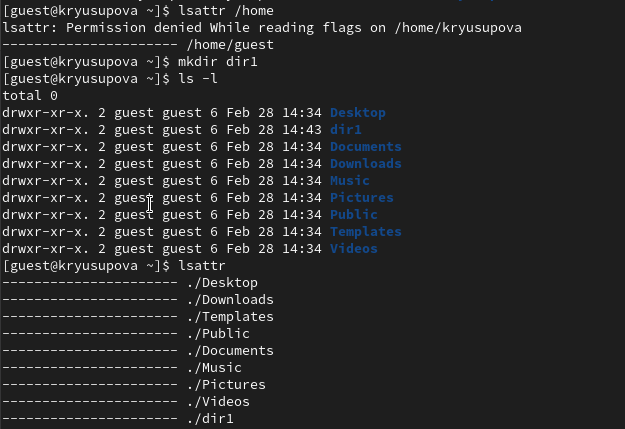 [guest@kryusupova ~]$ lsattr /home
lsattr: Permission denied While reading flags on /home/kryusupova
---------------------- /home/guest
[guest@kryusupova ~]$ mkdir dir1
[guest@kryusupova ~]$ ls -l
total 0
drwxr-xr-x. 2 guest guest 6 Feb 28 14:34 Desktop
drwxr-xr-x. 2 guest guest 6 Feb 28 14:43 dir1
drwxr-xr-x. 2 guest guest 6 Feb 28 14:34 Documents
drwxr-xr-x. 2 guest guest 6 Feb 28 14:34 Downloads
drwxr-xr-x. 2 guest guest 6 Feb 28 14:34 Music
drwxr-xr-x. 2 guest guest 6 Feb 28 14:34 Pictures
drwxr-xr-x. 2 guest guest 6 Feb 28 14:34 Public
drwxr-xr-x. 2 guest guest 6 Feb 28 14:34 Templates
drwxr-xr-x. 2 guest guest 6 Feb 28 14:34 Videos
[guest@kryusupova ~]$ lsattr
---------------------- ./Desktop
---------------------- ./Downloads
---------------------- ./Templates
---------------------- ./Public
---------------------- ./Documents
---------------------- ./Music
---------------------- ./Pictures
---------------------- ./Videos
---------------------- ./dir1